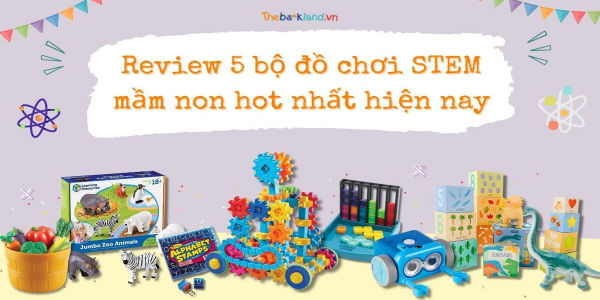 Thebookland.vn
Review 5 bộ đồ chơi STEM
mầm non hot nhất hiện nay
Learning
Resources
18+
Jumbo Zoo Animals
ALPHABET
STAMPS
DINOSAURS